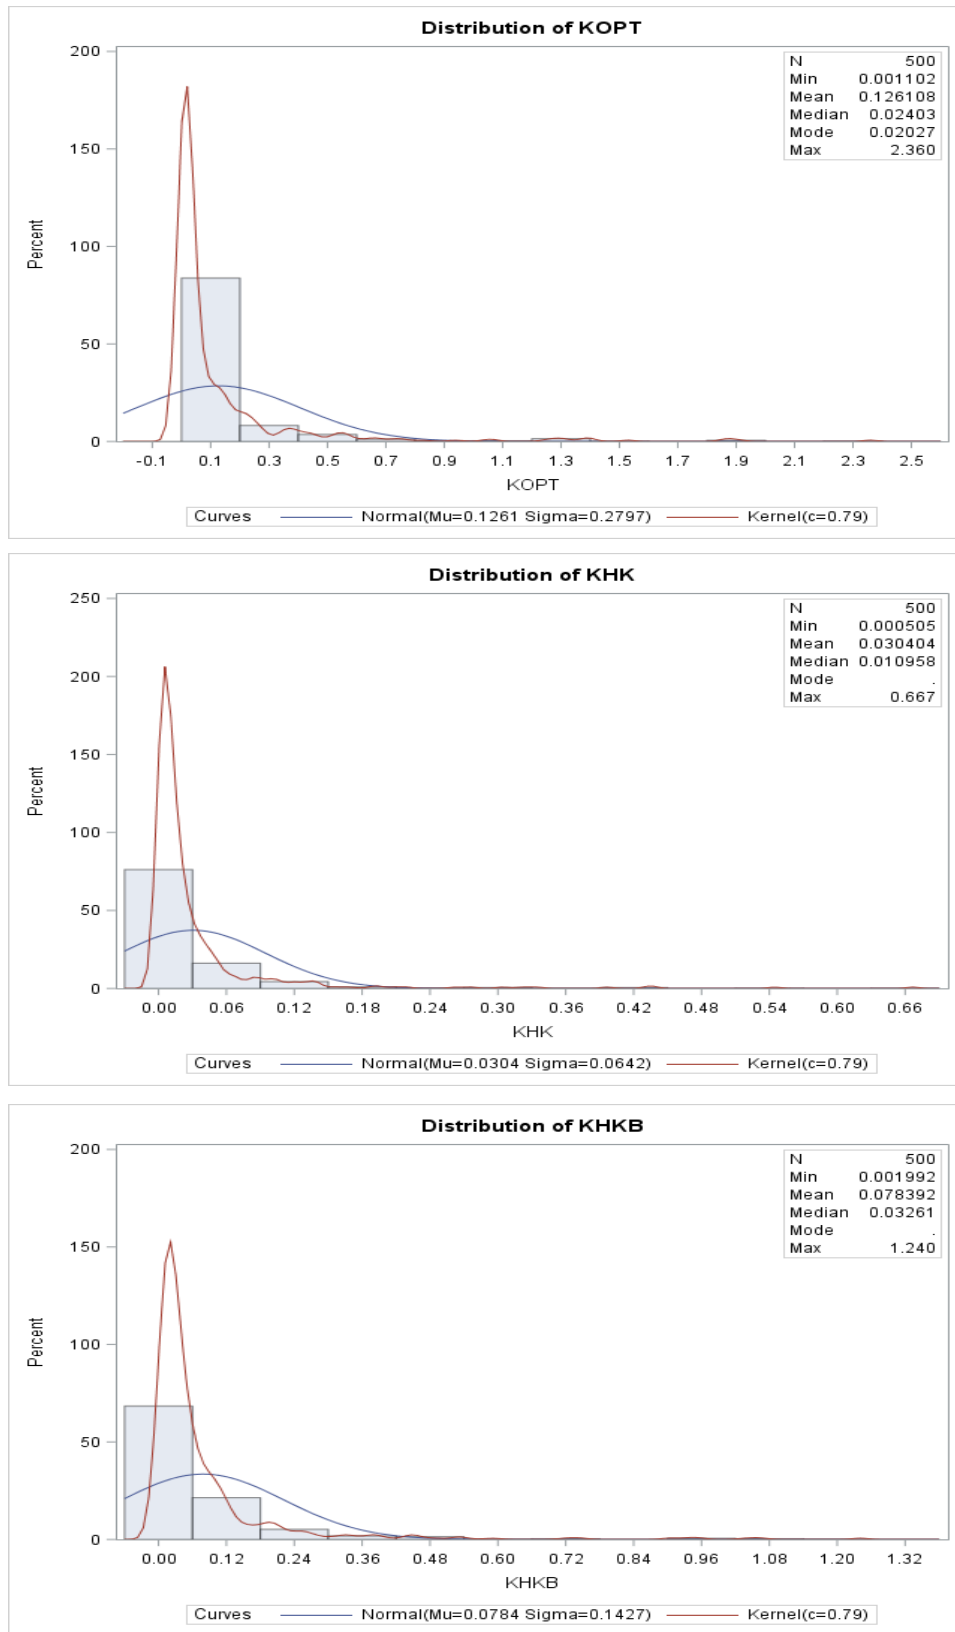 Distribution of KOPT
200
150
100
50
0
Percent
N 500
Min 0.001102
Mean 0.126108
Median 0.02403
Mode 0.02027
Max 2.360
-0.1 0.1 0.3 0.5 0.7 0.9 1.1 1.3 1.5 1.7 1.9 2.1 2.3 2.5
KOPT
Curves Normal(Mu=0.1261 Sigma=0.2797) Kernel(c=0.79)
Distribution of KHK
250
200
150
100
50
0
Percent
N 500
Min 0.000505
Mean 0.030404
Median 0.010958
Mode .
Max 0.667
0.00 0.06 0.12 0.18 0.24 0.30 0.36 0.42 0.48 0.54 0.60 0.66
KHK
Curves Normal(Mu=0.0304 Sigma=0.0642) Kernel(c=0.79)
Distribution of KHKB
200
150
100
50
0
Percent
N 500
Min 0.001992
Mean 0.078392
Median 0.03261
Mode .
Max 1.240
0.00 0.12 0.24 0.36 0.48 0.60 0.72 0.84 0.96 1.08 1.20 1.32
KHKB
Curves Normal(Mu=0.0784 Sigma=0.1427) Kernel(c=0.79)